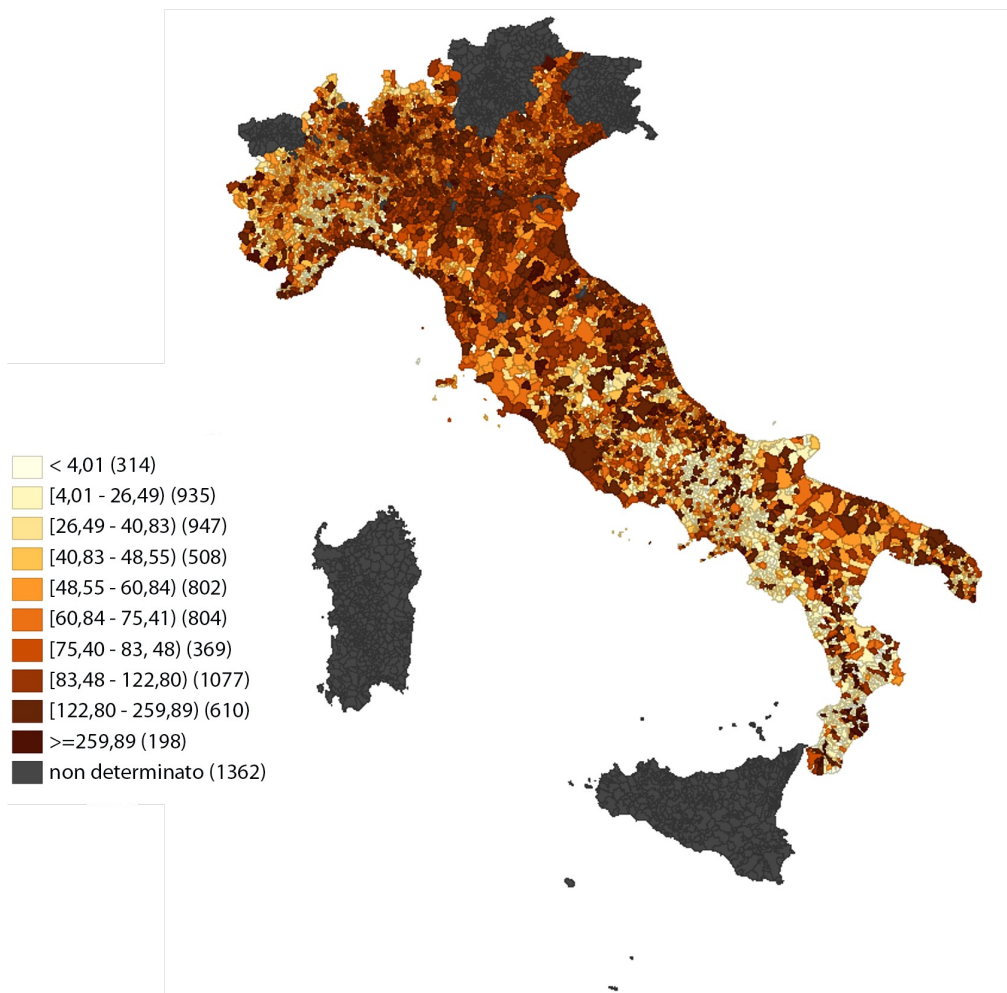 < 4,01 (314)
[4,01 - 26,49) (935)
[26,49 - 40,83) (947)
[40,83 - 48,55) (508)
[48,55 - 60,84) (802)
[60,84 - 75,41) (804)
[75,40 - 83, 48) (369)
[83,48 - 122,80) (1077)
[122,80 - 259,89) (610)
>=259,89 (198)
non determinato (1362)